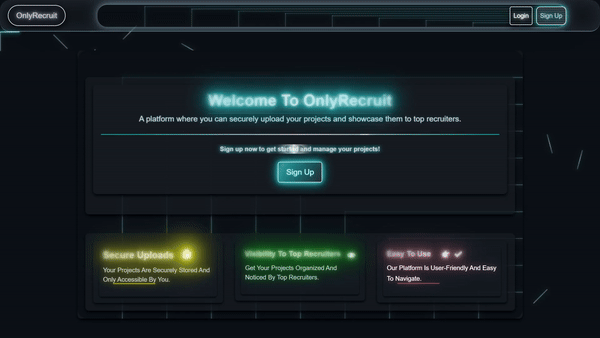 OnlyRecruit
Login
Sign Up
Welcome To OnlyRecruit
A platform where you can securely upload your projects and showcase them to top recruiters.
Sign up now to get started and manage your projects!
Sign Up
Secure Uploads
Your Projects Are Securely Stored And
Only Accessible By You.
Visibility To Top Recruiters
Get Your Projects Organized And
Noticed By Top Recruiters.
Easy To Use
Our Platform Is User-Friendly And Easy
To Navigate.